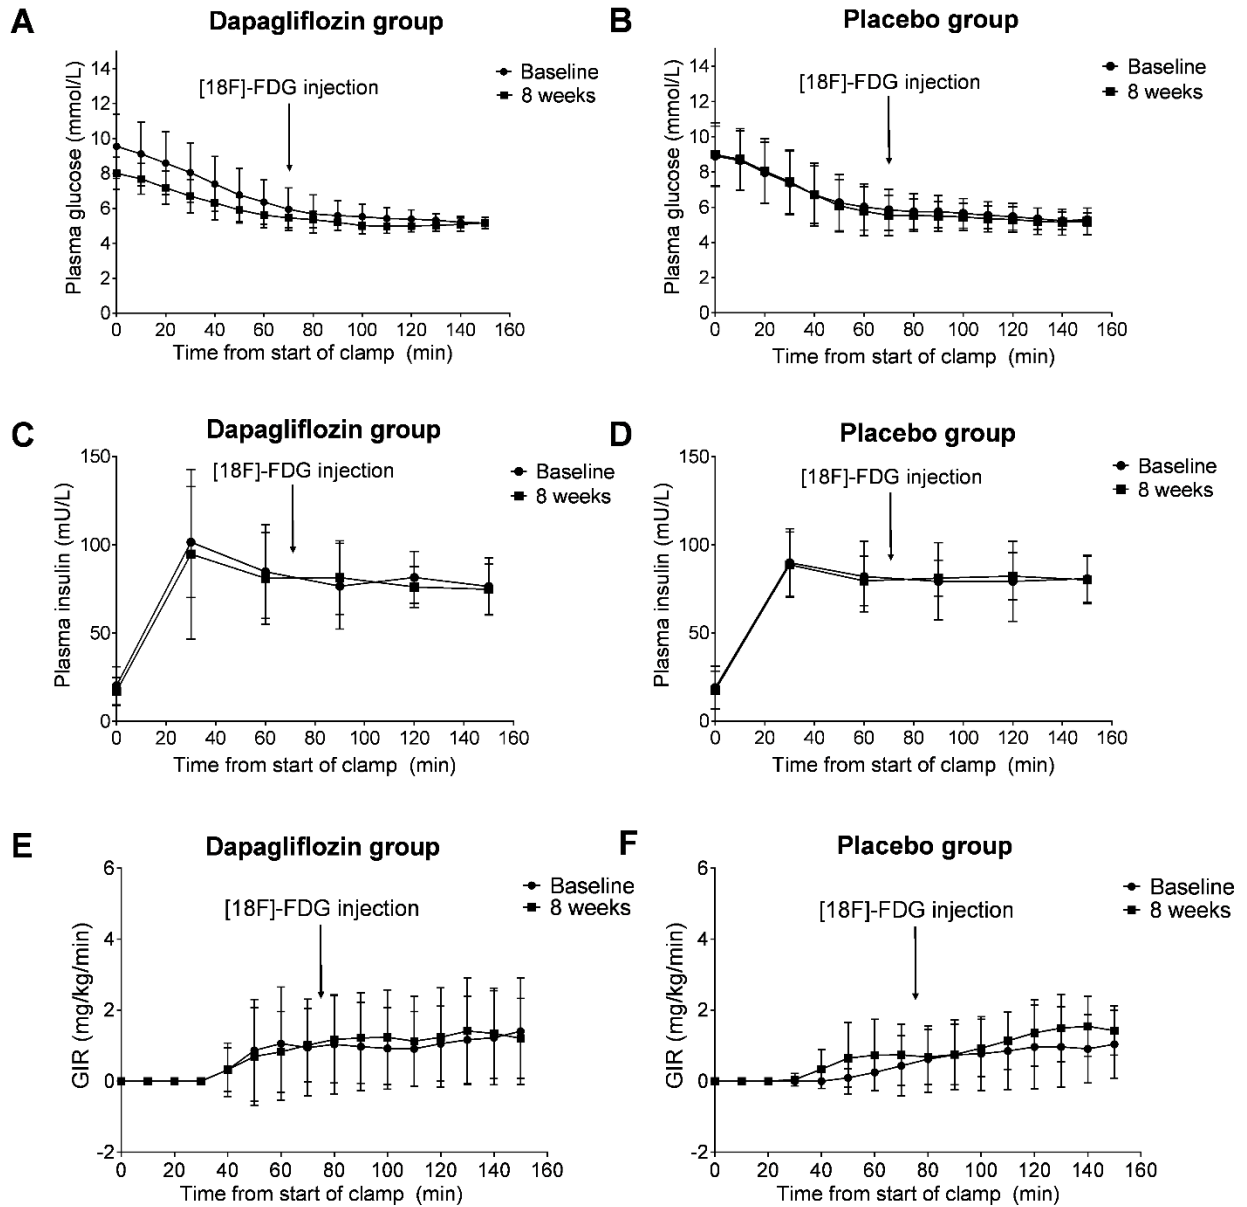 A
Dapagliflozin group
Plasma glucose (mmol/L)
14
12
10
8
6
4
2
0
[18F]-FDG injection
Baseline
8 weeks
0 20 40 60 80 100 120 140 160
Time from start of clamp (min)
B
Placebo group
Plasma glucose (mmol/L)
14
12
10
8
6
4
2
0
[18F]-FDG injection
Baseline
8 weeks
0 20 40 60 80 100 120 140 160
Time from start of clamp (min)
C
Dapagliflozin group
Plasma insulin (mU/L)
150
100
50
0
[18F]-FDG injection
Baseline
8 weeks
0 20 40 60 80 100 120 140 160
Time from start of clamp (min)
D
Placebo group
Plasma insulin (mU/L)
150
100
50
0
[18F]-FDG injection
Baseline
8 weeks
0 20 40 60 80 100 120 140 160
Time from start of clamp (min)
E
Dapagliflozin group
GIR (mg/kg/min)
6
4
2
0
-2
[18F]-FDG injection
Baseline
8 weeks
0 20 40 60 80 100 120 140 160
Time from start of clamp (min)
F
Placebo group
GIR (mg/kg/min)
6
4
2
0
-2
[18F]-FDG injection
Baseline
8 weeks
0 20 40 60 80 100 120 140 160
Time from start of clamp (min)